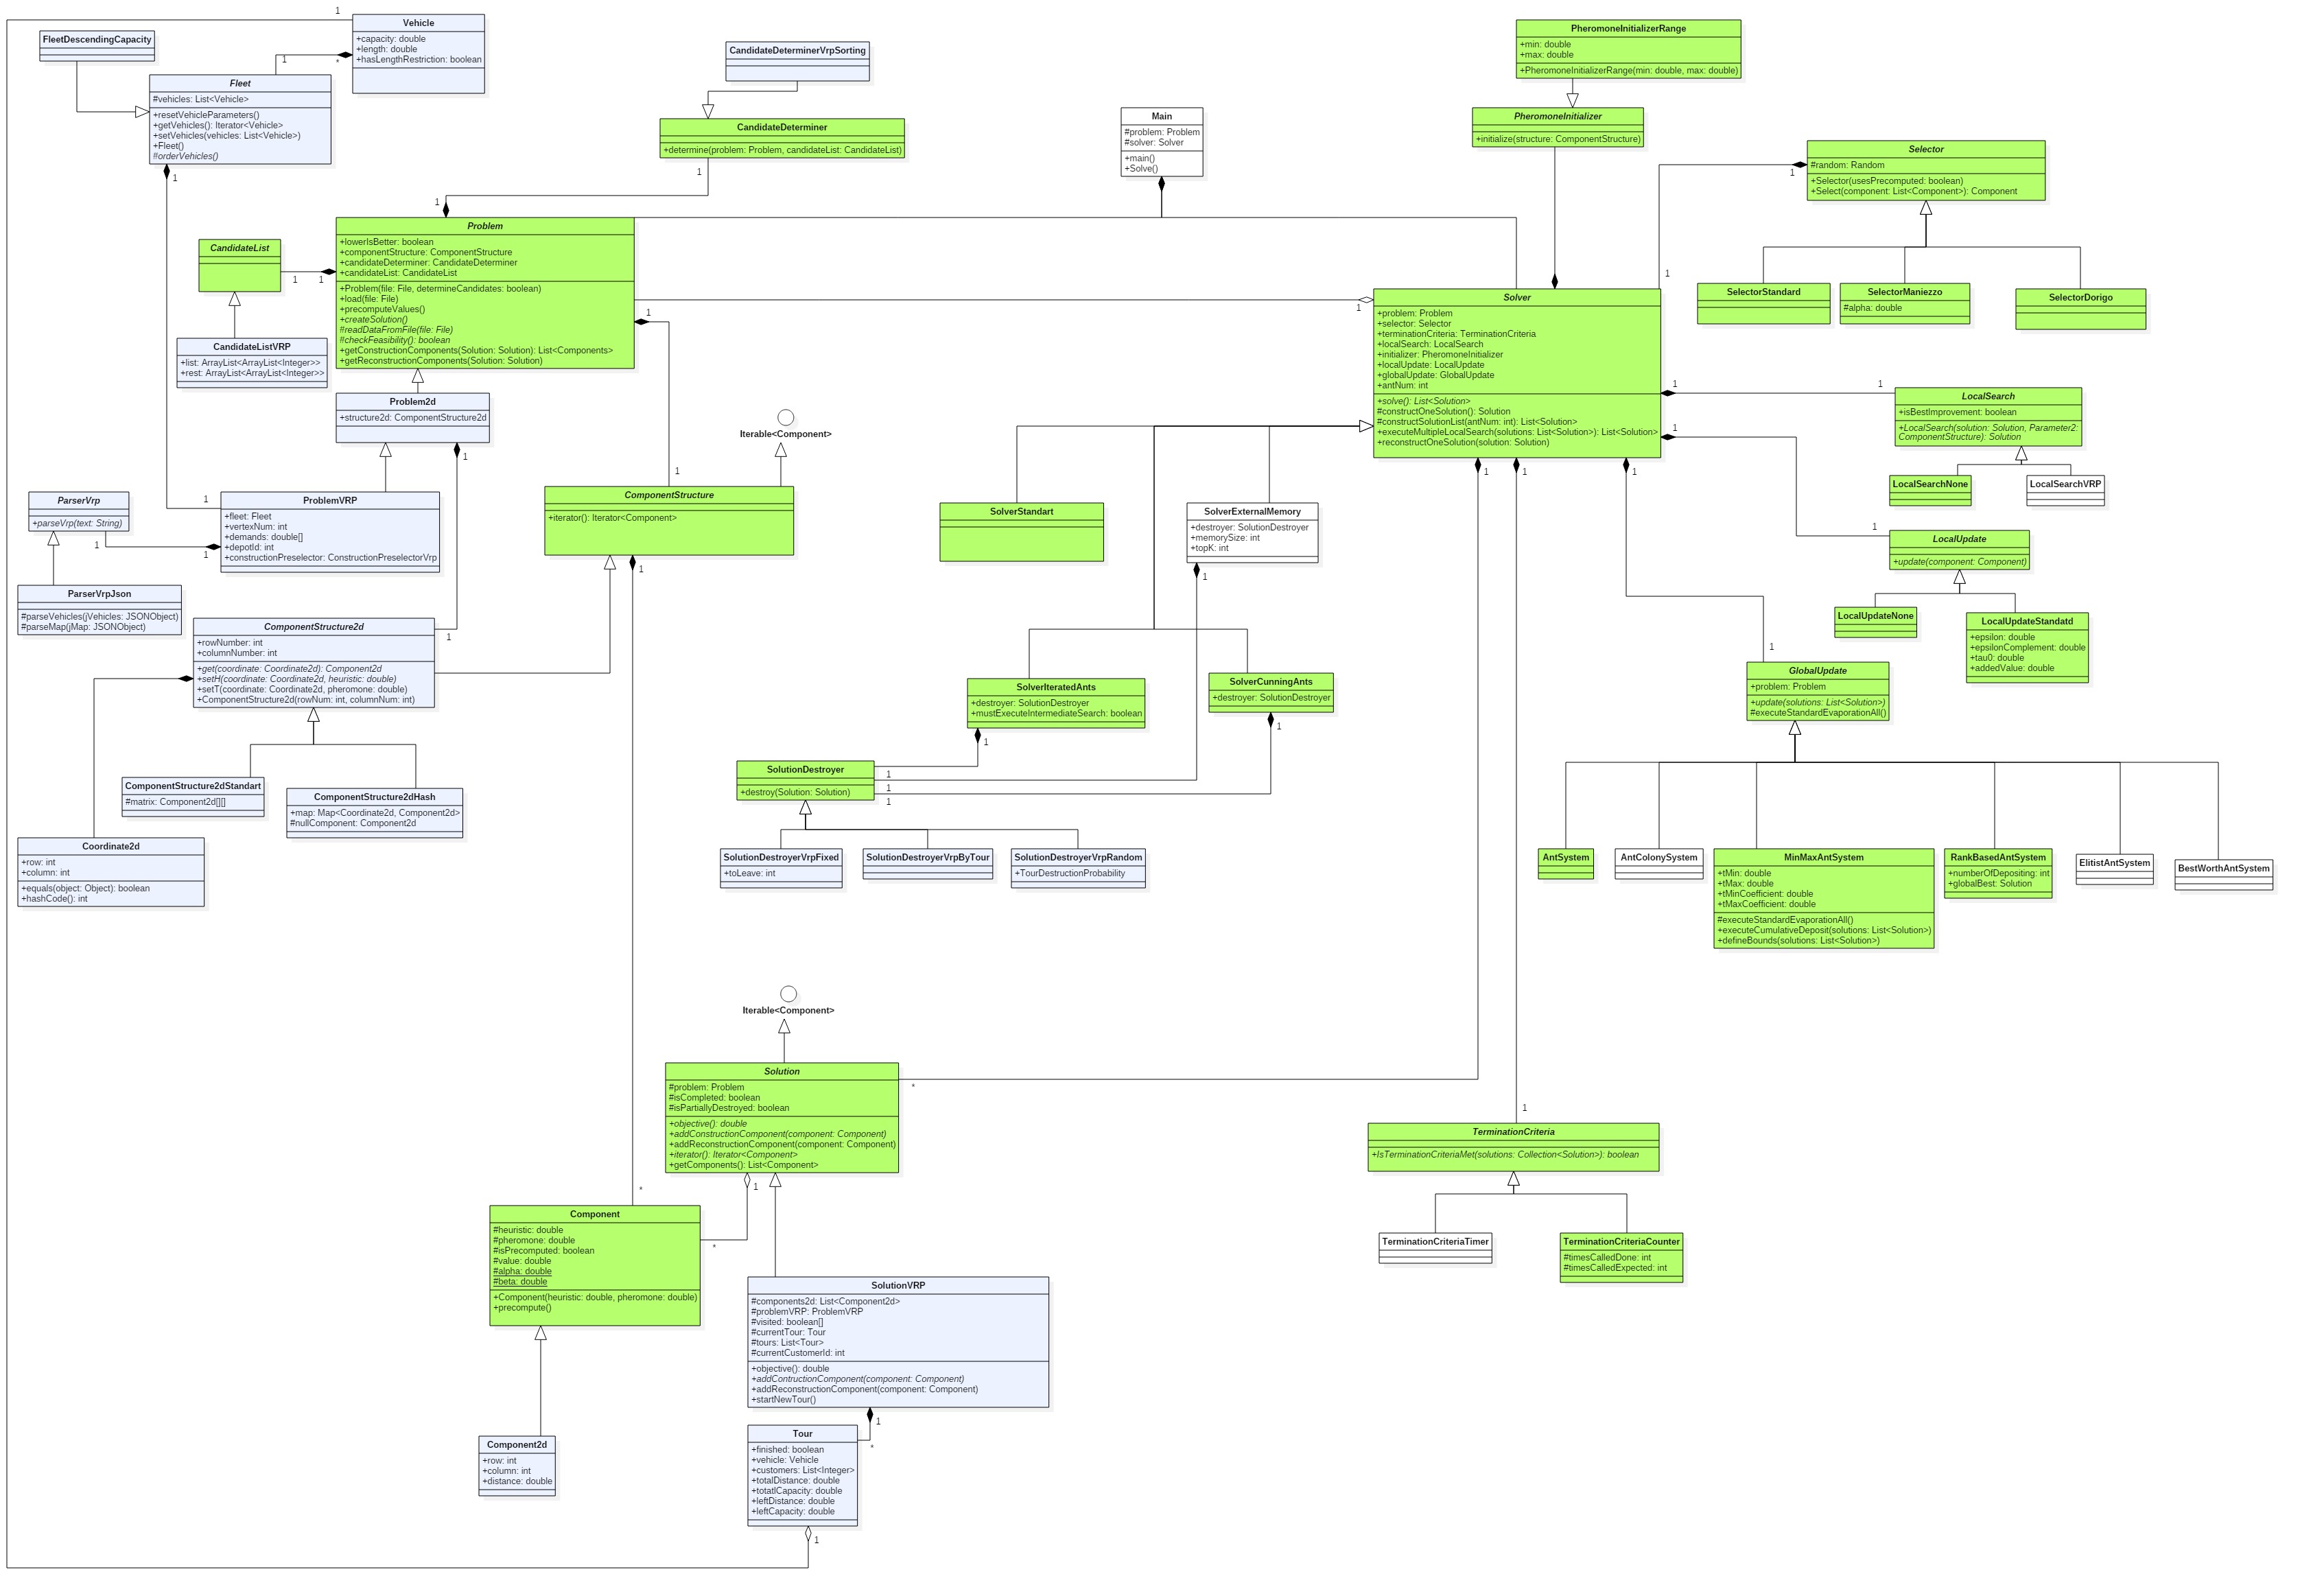 1
Vehicle
+capacity: double
+length: double
+hasLengthRestriction: boolean
FleetDescendingCapacity
1
*
Fleet
#vehicles: List<Vehicle>
+resetVehicleParameters()
+getVehicles(): Iterator<Vehicle>
+setVehicles(vehicles: List<Vehicle>)
+Fleet()
#orderVehicles()
1
CandidateDeterminerVrpSorting
CandidateDeterminer
+determine(problem: Problem, candidateList: CandidateList)
1
1
Main
#problem: Problem
#solver: Solver
+main()
+Solve()
PheromoneInitializerRange
+min: double
+max: double
+PheromoneInitializerRange(min: double, max: double)
PheromoneInitializer
+initialize(structure: ComponentStructure)
Selector
#random: Random
+Selector(usesPrecomputed: boolean)
+Select(component: List<Component>): Component
1
1
SelectorStandard
SelectorManiezzo
#alpha: double
SelectorDorigo
CandidateList
1
1
Problem
+lowerIsBetter: boolean
+componentStructure: ComponentStructure
+candidateDeterminer: CandidateDeterminer
+candidateList: CandidateList
+Problem(file: File, determineCandidates: boolean)
+load(file: File)
+precomputeValues()
+createSolution()
#readDataFromFile(file: File)
#checkFeasibility(): boolean
+getConstructionComponents(Solution: Solution): List<Components>
+getReconstructionComponents(Solution: Solution)
1
1
CandidateListVRP
+list: ArrayList<ArrayList<Integer>>
+rest: ArrayList<ArrayList<Integer>>
Solver
+problem: Problem
+selector: Selector
+terminationCriteria: TerminationCriteria
+localSearch: LocalSearch
+initializer: PheromoneInitializer
+localUpdate: LocalUpdate
+globalUpdate: GlobalUpdate
+antNum: int
+solve(): List<Solution>
#constructOneSolution(): Solution
#constructSolutionList(antNum: int): List<Solution>
+executeMultipleLocalSearch(solutions: List<Solution>): List<Solution>
+reconstructOneSolution(solution: Solution)
1
1
1
1
1
1
1
LocalSearch
+isBestImprovement: boolean
+LocalSearch(solution: Solution, Parameter2:
ComponentStructure): Solution
LocalSearchNone
LocalSearchVRP
Problem2d
+structure2d: ComponentStructure2d
1
Iterable<Component>
1
ComponentStructure
+iterator(): Iterator<Component>
1
ParserVrp
+parseVrp(text: String)
1
1
1
ProblemVRP
+fleet: Fleet
+vertexNum: int
+demands: double[]
+depotId: int
+constructionPreselector: ConstructionPreselectorVrp
ParserVrpJson
#parseVehicles(jVehicles: JSONObject)
#parseMap(jMap: JSONObject)
SolverStandart
SolverExternalMemory
+destroyer: SolutionDestroyer
+memorySize: int
+topK: int
1
1
LocalUpdate
+update(component: Component)
LocalUpdateNone
LocalUpdateStandatd
+epsilon: double
+epsilonComplement: double
+tau0: double
+addedValue: double
1
ComponentStructure2d
+rowNumber: int
+columnNumber: int
+get(coordinate: Coordinate2d): Component2d
+setH(coordinate: Coordinate2d, heuristic: double)
+setT(coordinate: Coordinate2d, pheromone: double)
+ComponentStructure2d(rowNum: int, columnNum: int)
1
GlobalUpdate
+problem: Problem
+update(solutions: List<Solution>)
#executeStandardEvaporationAll()
SolverIteratedAnts
+destroyer: SolutionDestroyer
+mustExecuteIntermediateSearch: boolean
1
SolverCunningAnts
+destroyer: SolutionDestroyer
1
SolutionDestroyer
+destroy(Solution: Solution)
1
1
1
ComponentStructure2dStandart
#matrix: Component2d[][]
ComponentStructure2dHash
+map: Map<Coordinate2d, Component2d>
#nullComponent: Component2d
Coordinate2d
+row: int
+column: int
+equals(object: Object): boolean
+hashCode(): int
SolutionDestroyerVrpFixed
+toLeave: int
SolutionDestroyerVrpByTour
SolutionDestroyerVrpRandom
+TourDestructionProbability
AntSystem
AntColonySystem
MinMaxAntSystem
+tMin: double
+tMax: double
+tMinCoefficient: double
+tMaxCoefficient: double
#executeStandardEvaporationAll()
+executeCumulativeDeposit(solutions: List<Solution>)
+defineBounds(solutions: List<Solution>)
RankBasedAntSystem
+numberOfDepositing: int
+globalBest: Solution
ElitistAntSystem
BestWorthAntSystem
Iterable<Component>
Solution
#problem: Problem
#isCompleted: boolean
#isPartiallyDestroyed: boolean
+objective(): double
+addConstructionComponent(component: Component)
+addReconstructionComponent(component: Component)
+iterator(): Iterator<Component>
+getComponents(): List<Component>
*
1
1
TerminationCriteria
+IsTerminationCriteriaMet(solutions: Collection<Solution>): boolean
TerminationCriteriaTimer
TerminationCriteriaCounter
#timesCalledDone: int
#timesCalledExpected: int
*
Component
#heuristic: double
#pheromone: double
#isPrecomputed: boolean
#value: double
#alpha: double
#beta: double
+Component(heuristic: double, pheromone: double)
+precompute()
*
SolutionVRP
#components2d: List<Component2d>
#problemVRP: ProblemVRP
#visited: boolean[]
#currentTour: Tour
#tours: List<Tour>
#currentCustomerId: int
+objective(): double
+addContructionComponent(component: Component)
+addReconstructionComponent(component: Component)
+startNewTour()
1
*
Component2d
+row: int
+column: int
+distance: double
Tour
+finished: boolean
+vehicle: Vehicle
+customers: List<Integer>
+totalDistance: double
+totatlCapacity: double
+leftDistance: double
+leftCapacity: double
1